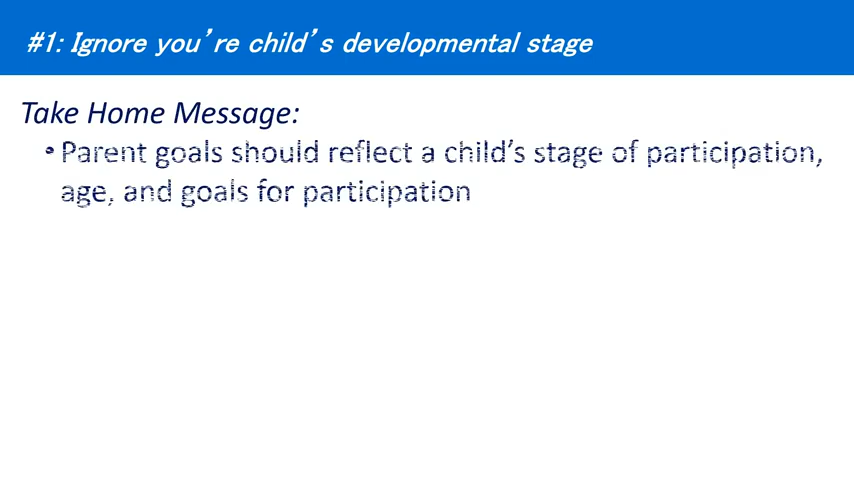 #1: Ignore you’re child’s developmental stage
Take Home Message:
• Parent goals should reflect a child’s stage of participation,
age, and goals for participation